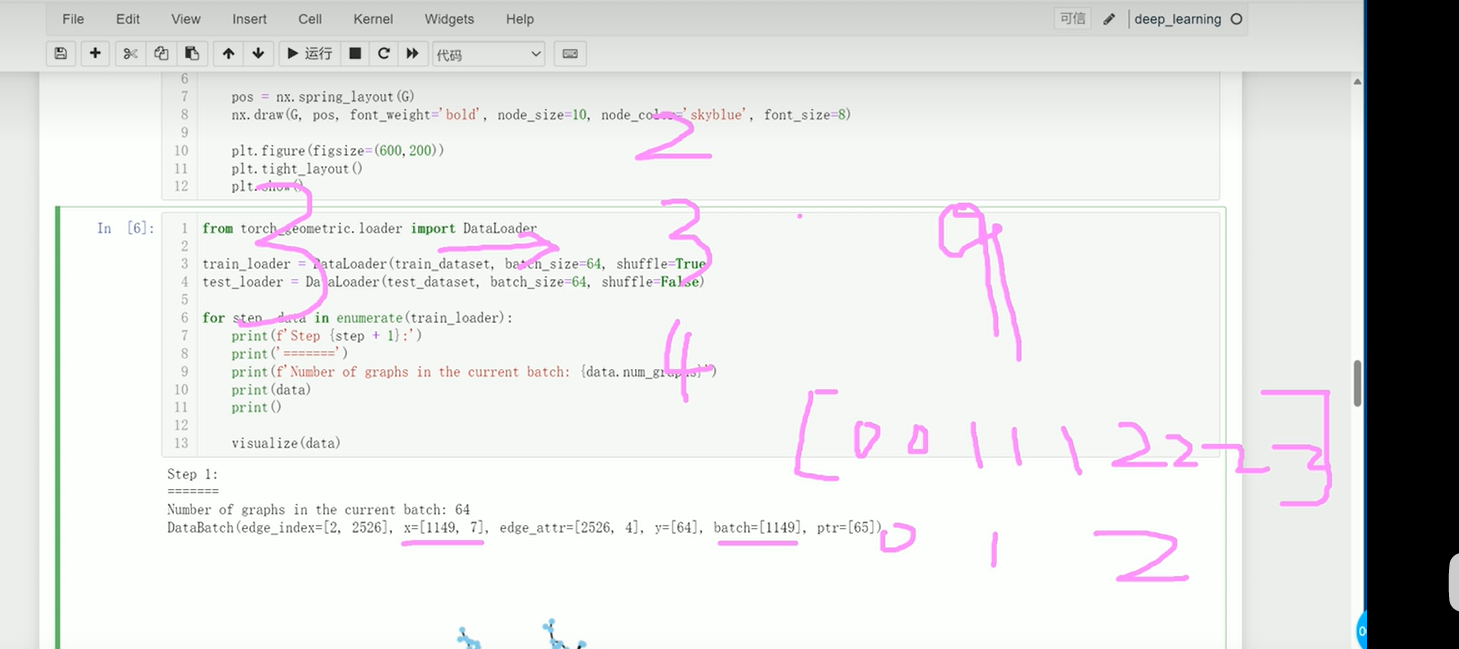 File Edit View Insert Cell Kernel Widgets Help 可信 deep_learning
运行 代码
6
7 pos = nx.spring_layout(G)
8 nx.draw(G, pos, font_weight='bold', node_size=10, node_color='skyblue', font_size=8)
2
9
10 plt.figure(figsize=(600,200))
11 plt.tight_layout()
12 plt.show()
3 3 9
In [6]: 1 from torch_geometric.loader import DataLoader
2
3 train_loader = DataLoader(train_dataset, batch_size=64, shuffle=True)
4 test_loader = DataLoader(test_dataset, batch_size=64, shuffle=False)
5
6 for step, data in enumerate(train_loader):
7 print(f'Step {step + 1}:')
8 print('=======')
4
9 print(f'Number of graphs in the current batch: {data.num_graphs}')
10 print(data)
11 print()
12
13 visualize(data)
[ 0 0 1 1 1 2 2 2 2 ]
Step 1:
=======
Number of graphs in the current batch: 64
DataBatch(edge_index=[2, 2526], x=[1149, 7], edge_attr=[2526, 4], y=[64], batch=[1149], ptr=[65])
0 1 2